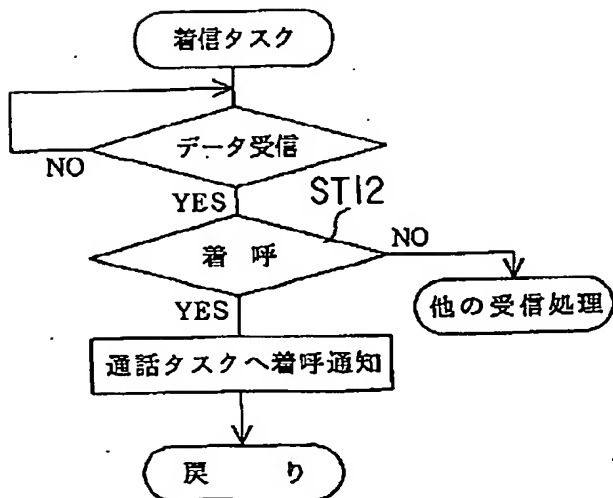 着信タスク
データ受信
NO
YES
ST12
着 呼
NO
YES
他の受信処理
通話タスクへ着呼通知
戻 り